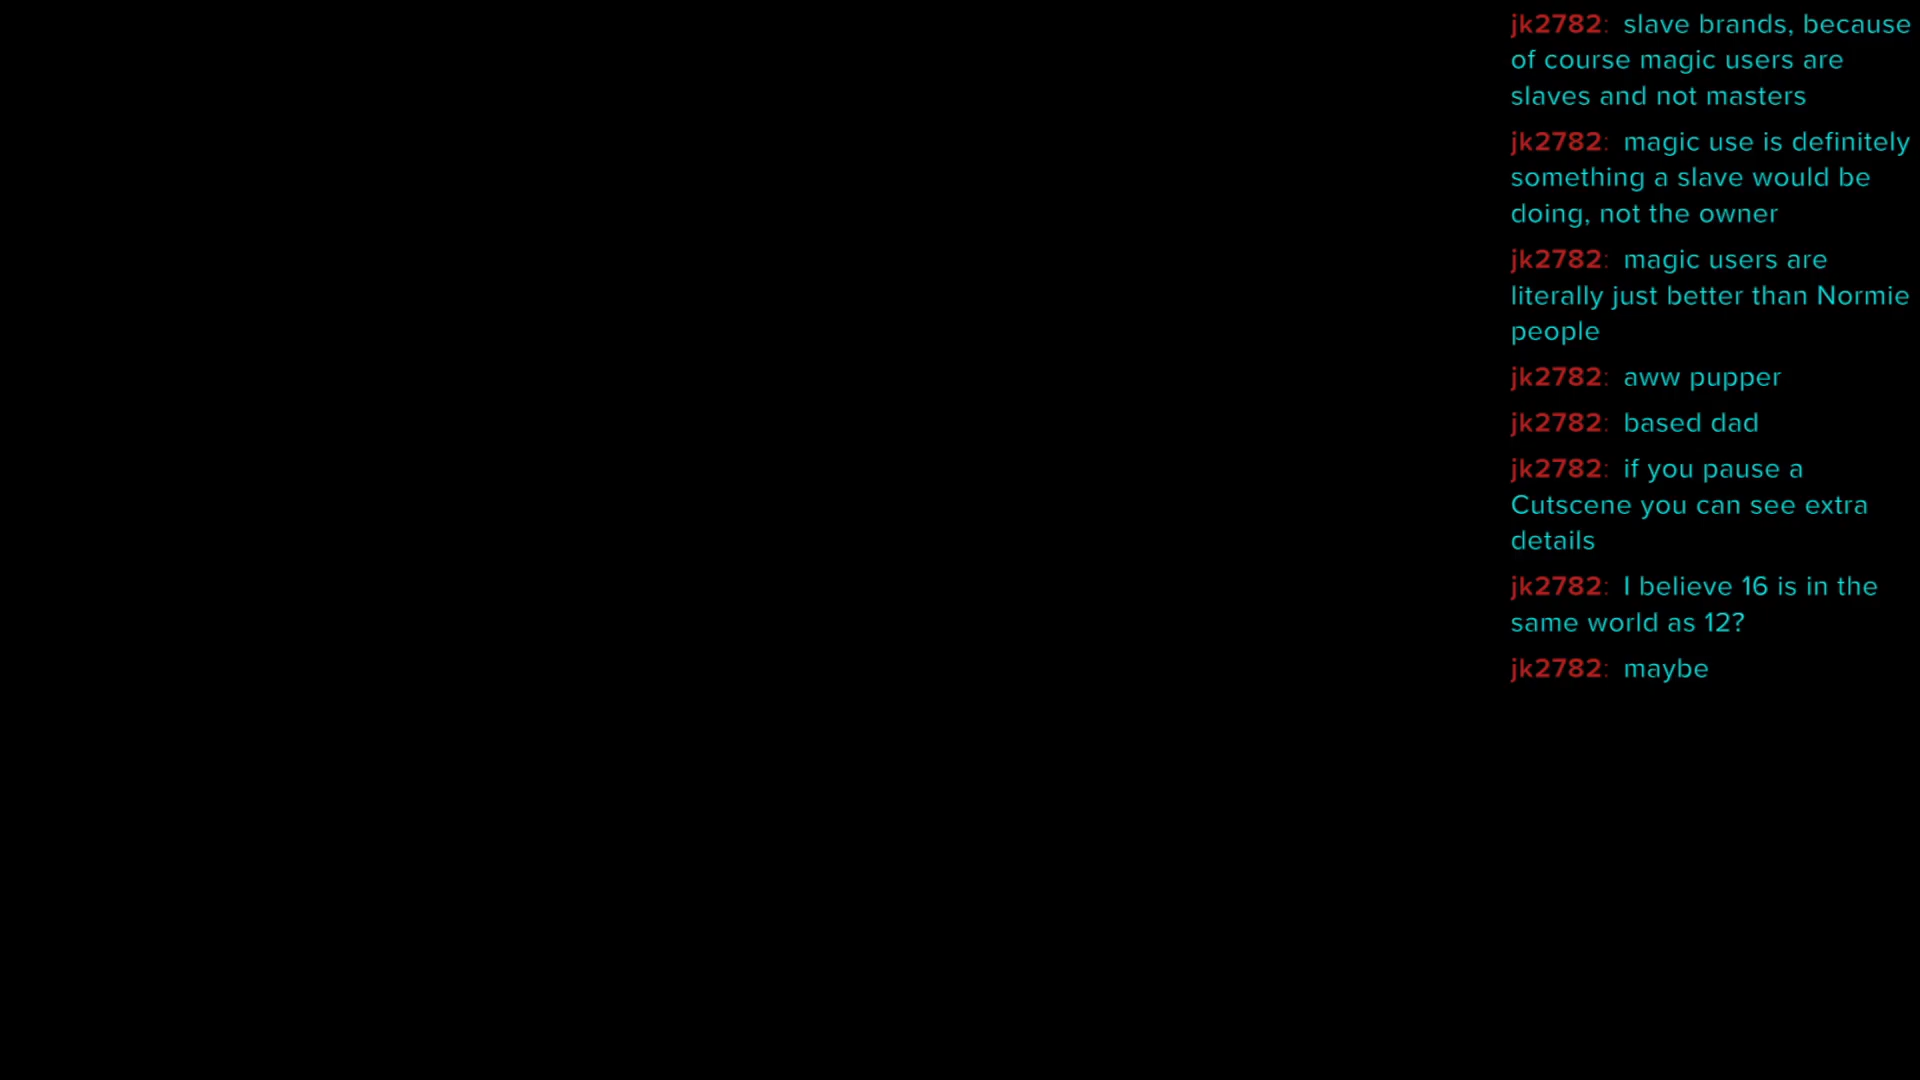 jk2782: slave brands, because
of course magic users are
slaves and not masters
jk2782: magic use is definitely
something a slave would be
doing, not the owner
jk2782: magic users are
literally just better than Normie
people
jk2782: aww pupper
jk2782: based dad
jk2782: if you pause a
Cutscene you can see extra
details
jk2782: I believe 16 is in the
same world as 12?
jk2782: maybe